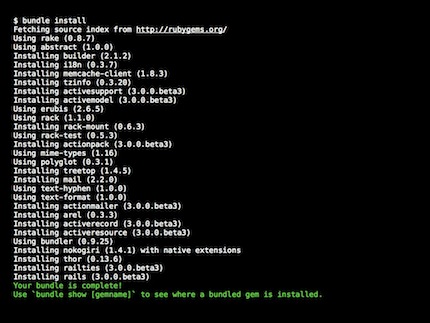 $ bundle install
Fetching source index from http://rubygems.org/
Using rake (0.8.7)
Using abstract (1.0.0)
Installing builder (2.1.2)
Installing i18n (0.3.7)
Installing memcache-client (1.8.3)
Installing tzinfo (0.3.20)
Installing activesupport (3.0.0.beta3)
Installing activemodel (3.0.0.beta3)
Using erubis (2.6.5)
Using rack (1.1.0)
Installing rack-mount (0.6.3)
Using rack-test (0.5.3)
Installing actionpack (3.0.0.beta3)
Using mime-types (1.16)
Using polyglot (0.3.1)
Installing treetop (1.4.5)
Installing mail (2.2.0)
Using text-hyphen (1.0.0)
Using text-format (1.0.0)
Installing actionmailer (3.0.0.beta3)
Installing arel (0.3.3)
Installing activerecord (3.0.0.beta3)
Installing activeresource (3.0.0.beta3)
Using bundler (0.9.25)
Installing nokogiri (1.4.1) with native extensions
Installing thor (0.13.6)
Installing railties (3.0.0.beta3)
Installing rails (3.0.0.beta3)
Your bundle is complete!
Use `bundle show [gemname]` to see where a bundled gem is installed.